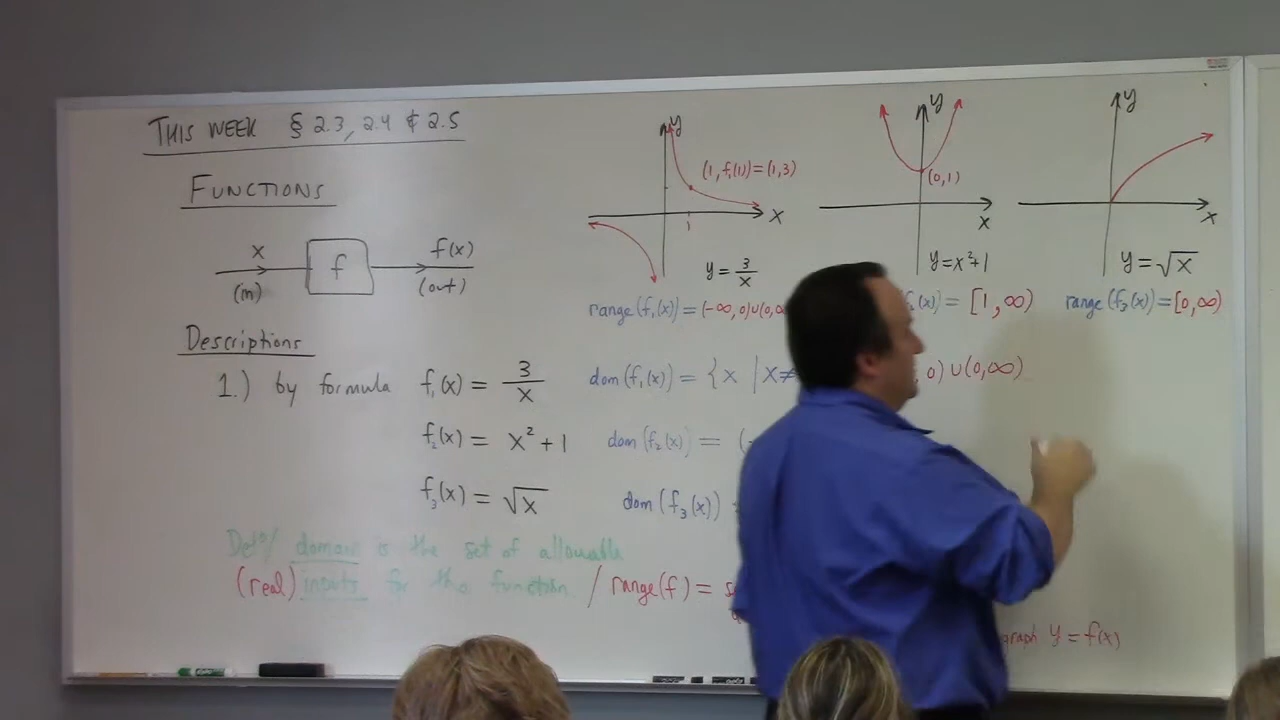 THIS WEEK § 2.3, 2.4 & 2.5
FUNCTIONS
x
(in)
f
f(x)
(out)
Descriptions
1.) by formula f₁(x) = 3/x
f₂(x) = x² + 1
f₃(x) = √x
y
(1, f₁(1)) = (1,3)
1
x
y = 3/x
range(f₁(x)) = (-∞,0)∪(0,∞
y
(0,1)
x
y = x²+1
f₂(x) = [1,∞)
y
x
y = √x
range(f₃(x)) = [0,∞)
dom(f₁(x)) = {x | x≠ 0) ∪ (0,∞)
dom(f₂(x)) = (-
dom(f₃(x))
Defⁿ/ domain is the set of allowable
(real) inputs for the function / range(f) =
graph y = f(x)